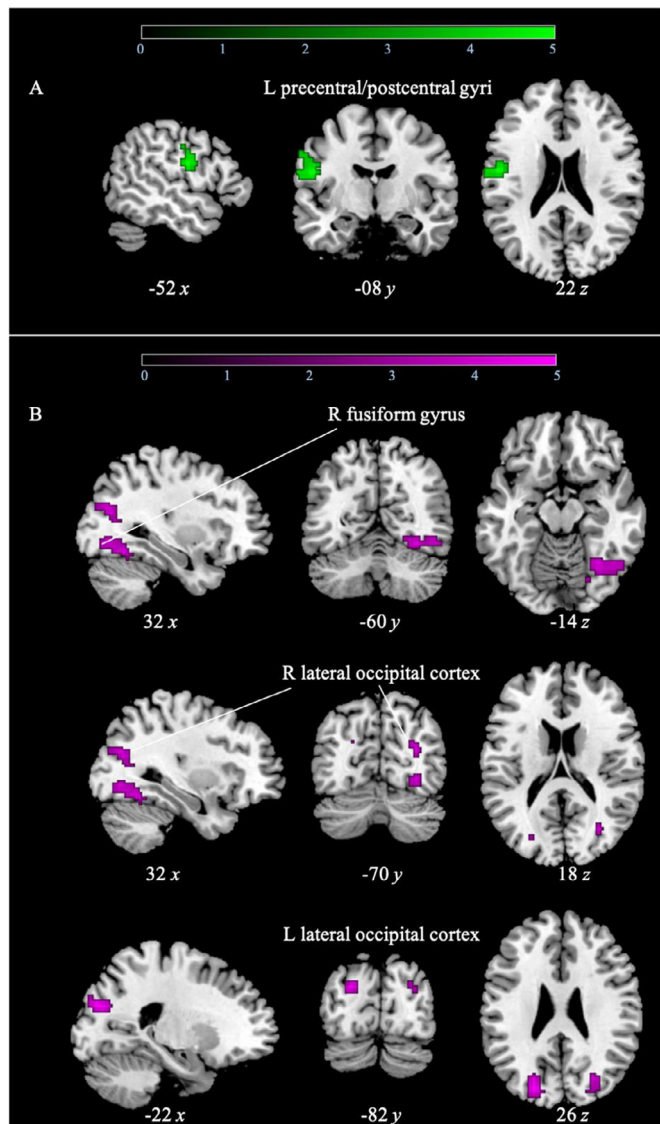 0 1 2 3 4 5
A
L precentral/postcentral gyri
-52 x -08 y 22 z
0 1 2 3 4 5
B
R fusiform gyrus
32 x -60 y -14 z
R lateral occipital cortex
32 x -70 y 18 z
L lateral occipital cortex
-22 x -82 y 26 z